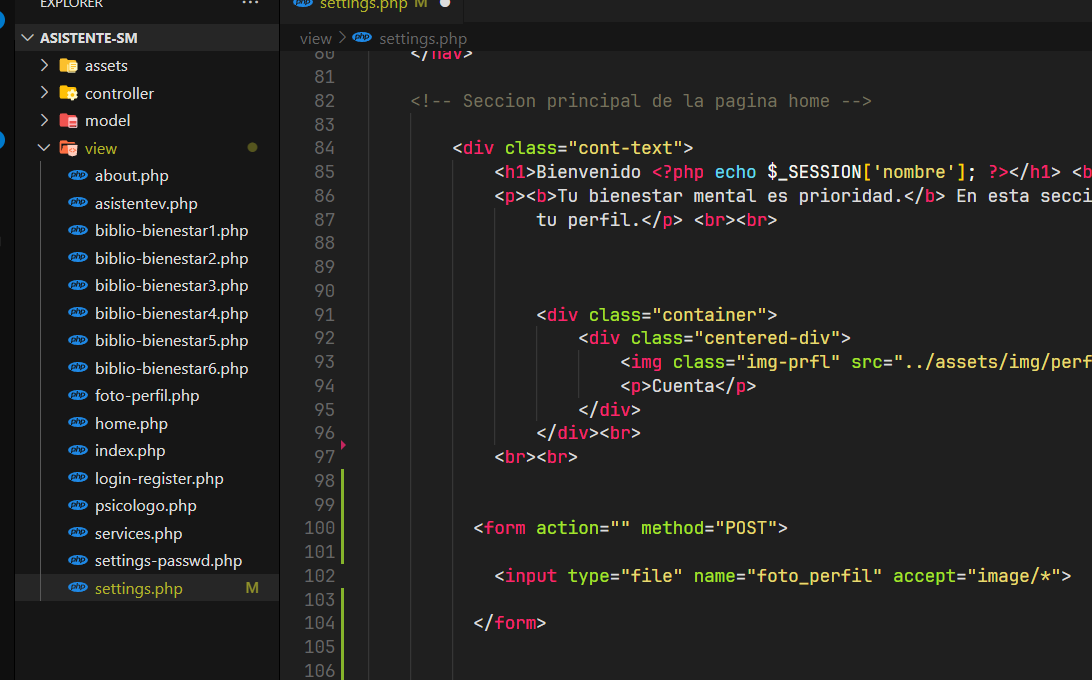 EXPLORER ...
ASISTENTE-SM
assets
controller
model
view
about.php
asistentev.php
biblio-bienestar1.php
biblio-bienestar2.php
biblio-bienestar3.php
biblio-bienestar4.php
biblio-bienestar5.php
biblio-bienestar6.php
foto-perfil.php
home.php
index.php
login-register.php
psicologo.php
services.php
settings-passwd.php
settings.php M
settings.php M
view > settings.php
80 </nav>
81
82 <!-- Seccion principal de la pagina home -->
83
84 <div class="cont-text">
85 <h1>Bienvenido <?php echo $_SESSION['nombre']; ?></h1> <b
86 <p><b>Tu bienestar mental es prioridad.</b> En esta secci
87 tu perfil.</p> <br><br>
88
89
90
91 <div class="container">
92 <div class="centered-div">
93 <img class="img-prfl" src="../assets/img/perf
94 <p>Cuenta</p>
95 </div>
96 </div><br>
97 <br><br>
98
99
100 <form action="" method="POST">
101
102 <input type="file" name="foto_perfil" accept="image/*">
103
104 </form>
105
106